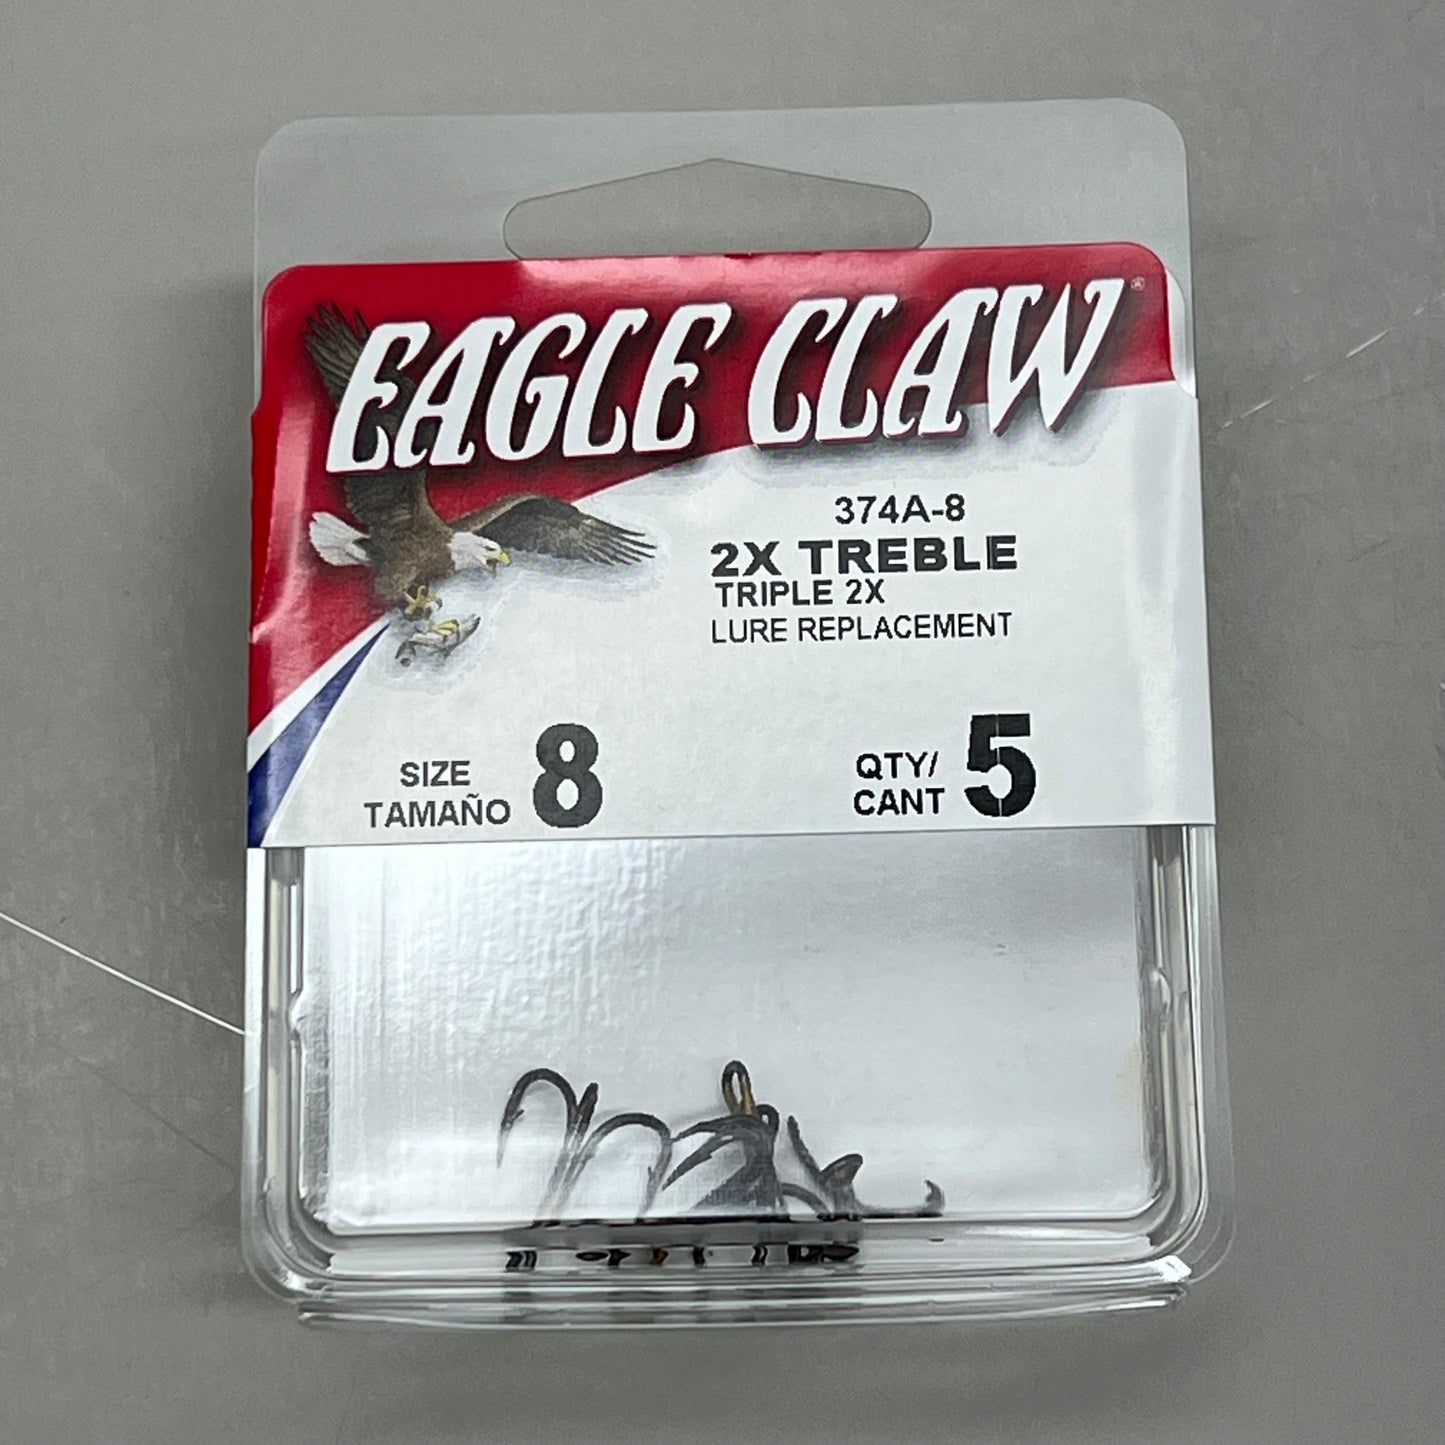 EAGLE CLAW®
374A-8
2X TREBLE
TRIPLE 2X
LURE REPLACEMENT
SIZE
TAMAÑO 8
QTY/
CANT 5